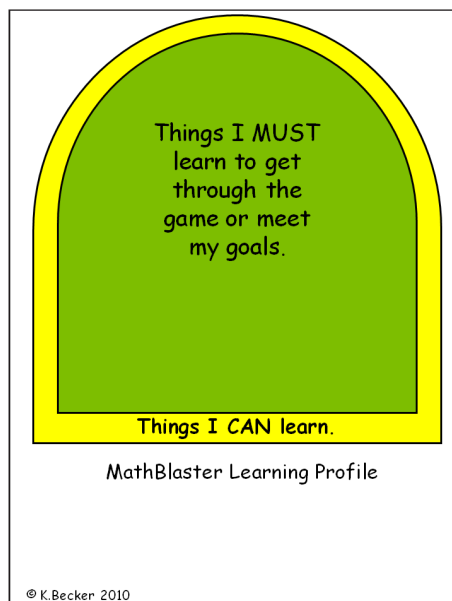 Things I MUST
learn to get
through the
game or meet
my goals.
Things I CAN learn.
MathBlaster Learning Profile
© K.Becker 2010